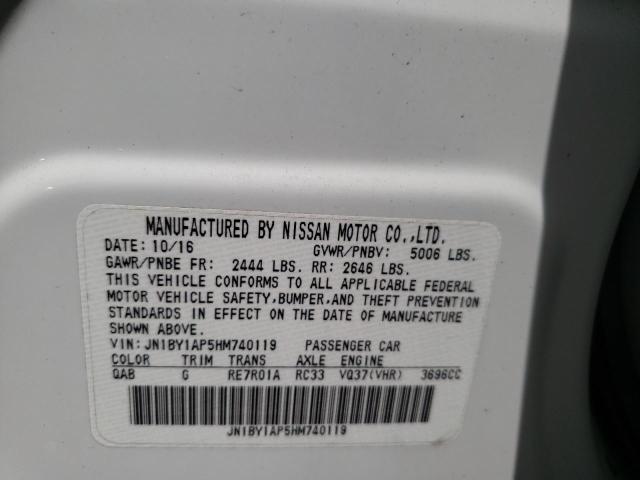 MANUFACTURED BY NISSAN MOTOR CO.,LTD.
DATE: 10/16 GVWR/PNBV: 5006 LBS.
GAWR/PNBE FR: 2444 LBS. RR: 2646 LBS.
THIS VEHICLE CONFORMS TO ALL APPLICABLE FEDERAL
MOTOR VEHICLE SAFETY,BUMPER,AND THEFT PREVENTION
STANDARDS IN EFFECT ON THE DATE OF MANUFACTURE
SHOWN ABOVE.
VIN: JN1BY1AP5HM740119 PASSENGER CAR
COLOR TRIM TRANS AXLE ENGINE
QAB G RE7R01A RC33 VQ37(VHR) 3696CC
JN1BY1AP5HM740119